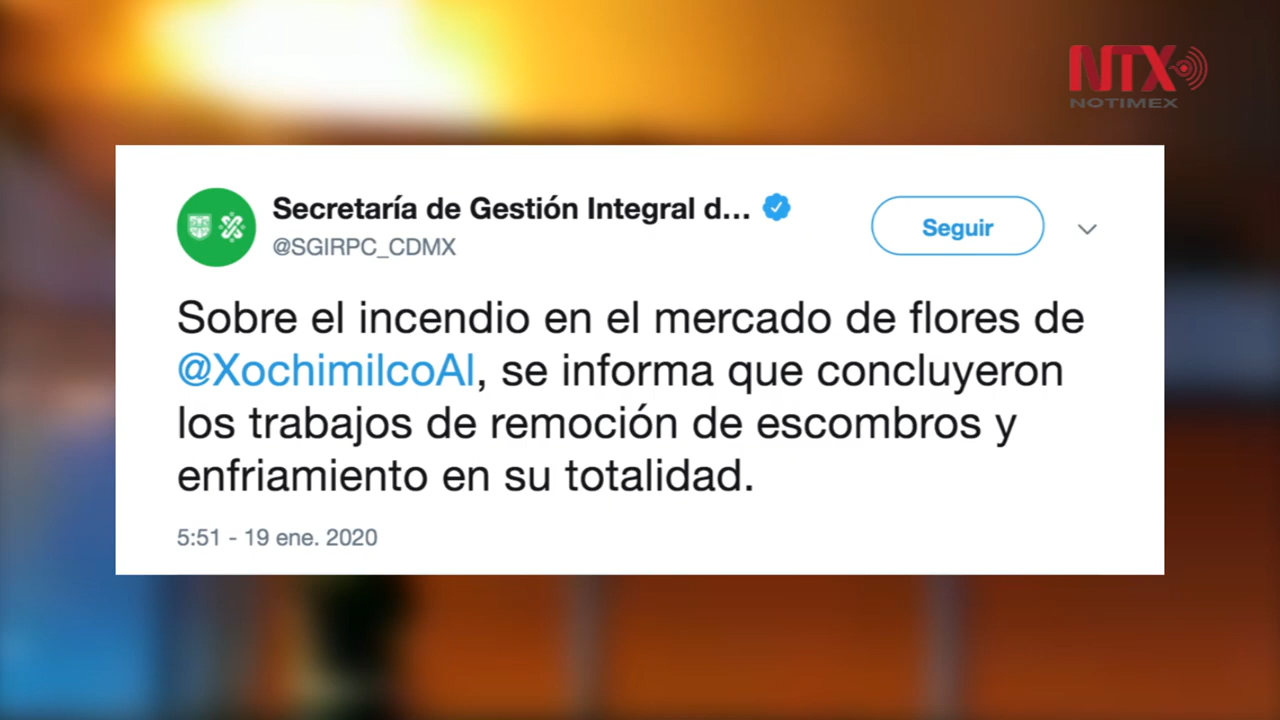 NTX
NOTIMEX
Secretaría de Gestión Integral d...
@SGIRPC_CDMX
Seguir
Sobre el incendio en el mercado de flores de
@XochimilcoAl, se informa que concluyeron
los trabajos de remoción de escombros y
enfriamiento en su totalidad.
5:51 - 19 ene. 2020